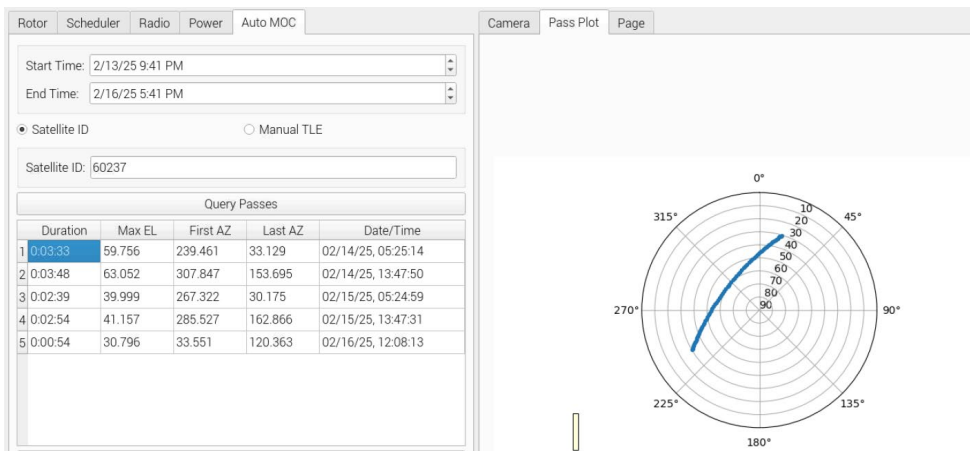 Rotor Scheduler Radio Power Auto MOC
Start Time: 2/13/25 9:41 PM
End Time: 2/16/25 5:41 PM
Satellite ID Manual TLE
Satellite ID: 60237
Query Passes
Duration Max EL First AZ Last AZ Date/Time
1 0:03:33 59.756 239.461 33.129 02/14/25, 05:25:14
2 0:03:48 63.052 307.847 153.695 02/14/25, 13:47:50
3 0:02:39 39.999 267.322 30.175 02/15/25, 05:24:59
4 0:02:54 41.157 285.527 162.866 02/15/25, 13:47:31
5 0:00:54 30.796 33.551 120.363 02/16/25, 12:08:13
Camera Pass Plot Page
0°
315° 45°
10
20
30
40
50
60
70
80
90
270° 90°
225° 135°
180°